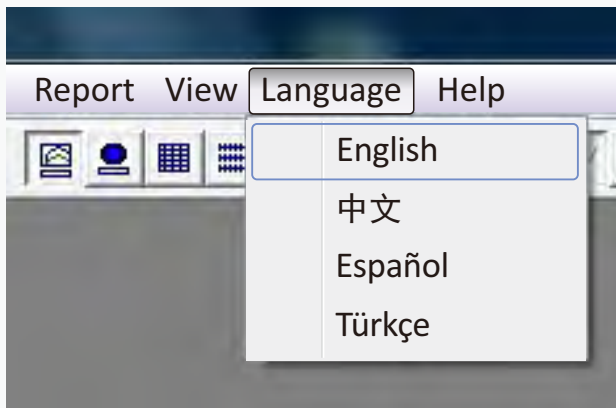 Report View Language Help
English
中文
Español
Türkçe